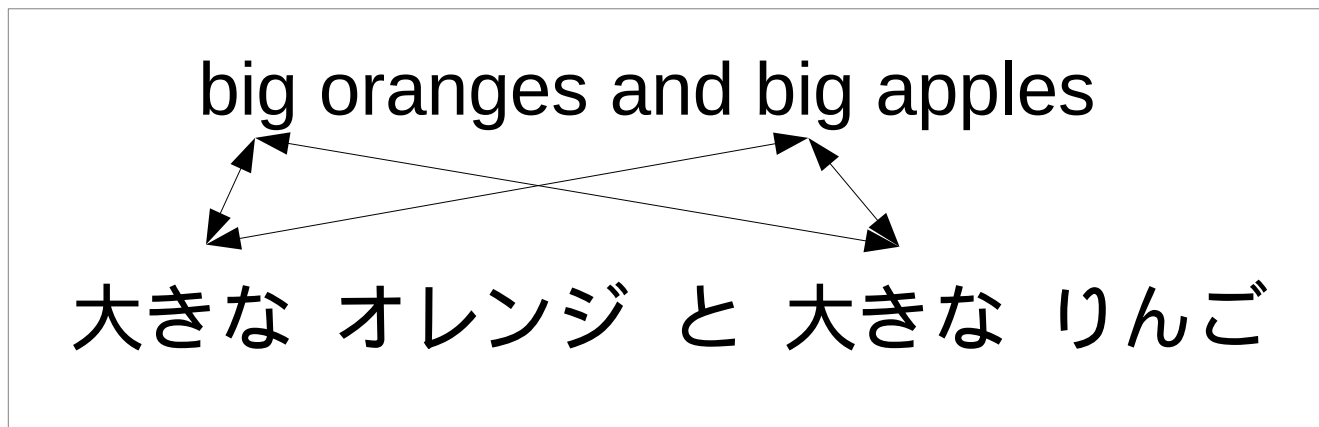 big oranges and big apples
大きな オレンジ と 大きな りんご